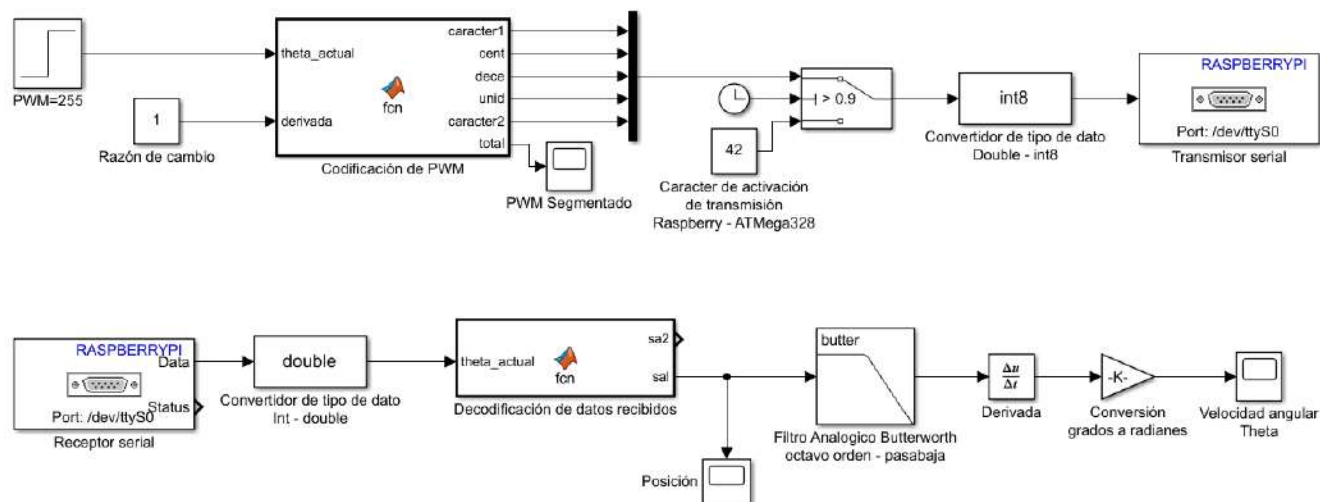 PWM=255
1
Razón de cambio
theta_actual
derivada
fcn
caracter1
cent
dece
unid
caracter2
total
Codificación de PWM
PWM Segmentado
> 0.9
42
Caracter de activación
de transmisión
Raspberry - ATMega328
int8
Convertidor de tipo de dato
Double - int8
RASPBERRYPI
Port: /dev/ttyS0
Transmisor serial
RASPBERRYPI
Data
Status
Port: /dev/ttyS0
Receptor serial
double
Convertidor de tipo de dato
Int - double
theta_actual
fcn
sa2
sal
Decodificación de datos recibidos
Posición
butter
Filtro Analogico Butterworth
octavo orden - pasabaja
Δu
Δt
Derivada
-K-
Conversión
grados a radianes
Velocidad angular
Theta